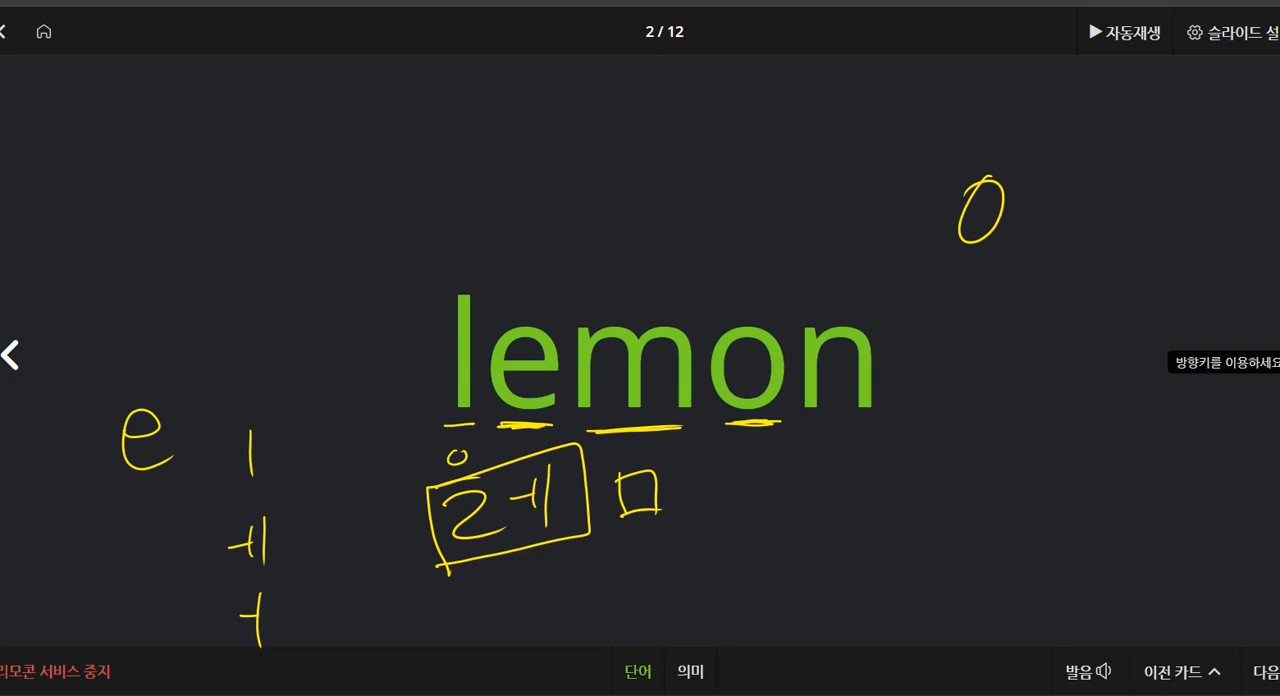 2 / 12
자동재생
슬라이드 설
0
lemon
방향키를 이용하세요
e
ㅣ
ㅔ
ㅓ
레 ㅁ
리모콘 서비스 중지
단어
의미
발음
이전 카드
다음